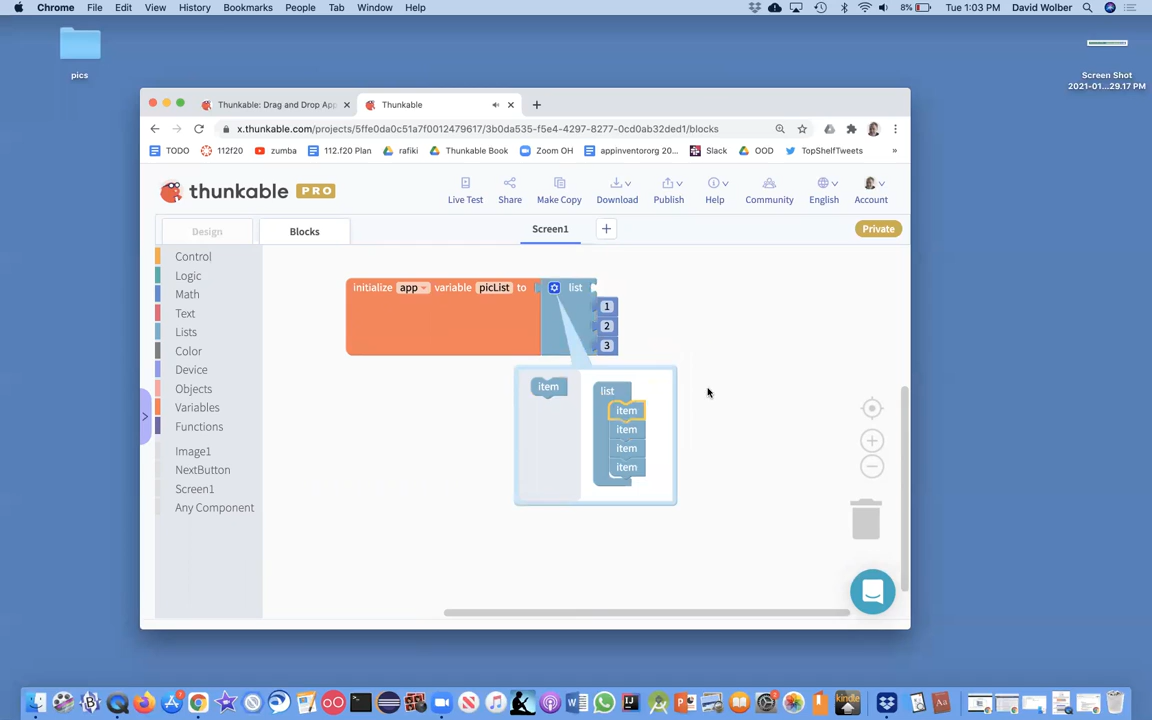 Chrome File Edit View History Bookmarks People Tab Window Help 8% Tue 1:03 PM David Wolber
pics
Screen Shot
2021-01...29.17 PM
Thunkable: Drag and Drop App
Thunkable
x.thunkable.com/projects/5ffe0da0c51a7f0012479617/3b0da535-f5e4-4297-8277-0cd0ab32ded1/blocks
TODO 112f20 zumba 112.f20 Plan rafiki Thunkable Book Zoom OH appinventororg 20... Slack OOD TopShelfTweets »
thunkable PRO
Live Test Share Make Copy Download Publish Help Community English Account
Design Blocks Screen1 + Private
Control
Logic
Math
Text
Lists
Color
Device
Objects
Variables
Functions
Image1
NextButton
Screen1
Any Component
initialize app variable picList to list
1
2
3
item
list
item
item
item
item